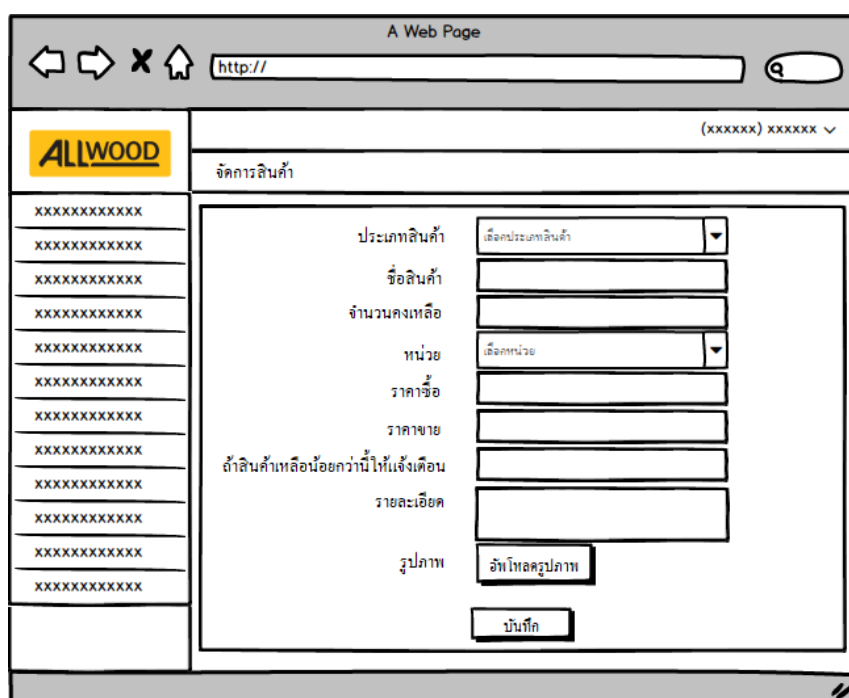 A Web Page
http://
(xxxxxx) xxxxxx
ALLWOOD
จัดการสินค้า
xxxxxxxxxxxx
xxxxxxxxxxxx
xxxxxxxxxxxx
xxxxxxxxxxxx
xxxxxxxxxxxx
xxxxxxxxxxxx
xxxxxxxxxxxx
xxxxxxxxxxxx
xxxxxxxxxxxx
xxxxxxxxxxxx
xxxxxxxxxxxx
xxxxxxxxxxxx
ประเภทสินค้า เลือกประเภทสินค้า
ชื่อสินค้า
จำนวนคงเหลือ
หน่วย เลือกหน่วย
ราคาซื้อ
ราคาขาย
ถ้าสินค้าเหลือน้อยกว่านี้ให้แจ้งเตือน
รายละเอียด
รูปภาพ อัพโหลดรูปภาพ
บันทึก